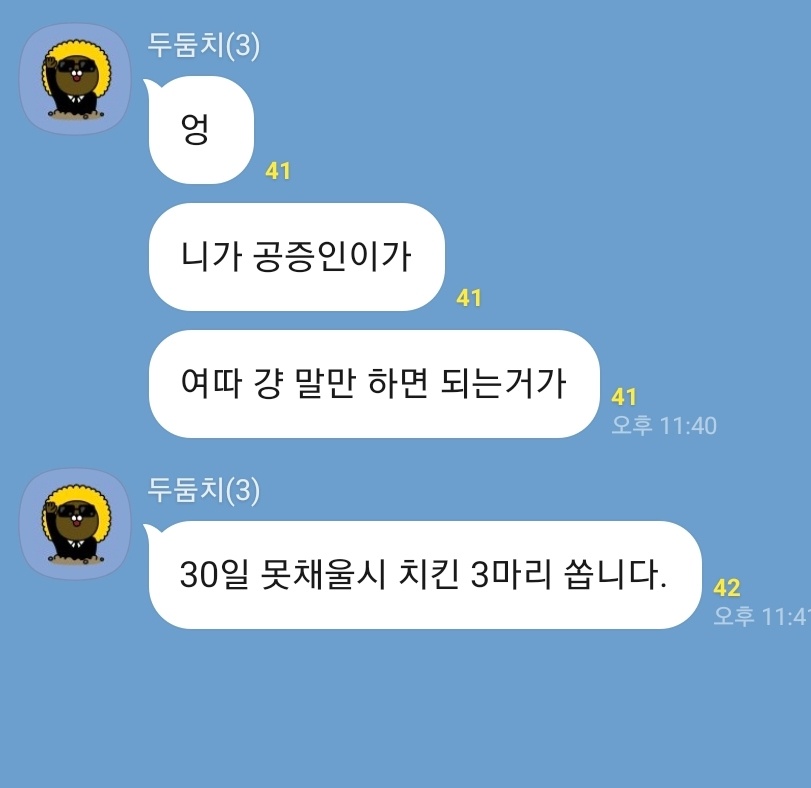 두둠치(3)
엉
41
니가 공증인이가
41
여따 걍 말만 하면 되는거가
41
오후 11:40
두둠치(3)
30일 못채울시 치킨 3마리 쏩니다.
42
오후 11:41